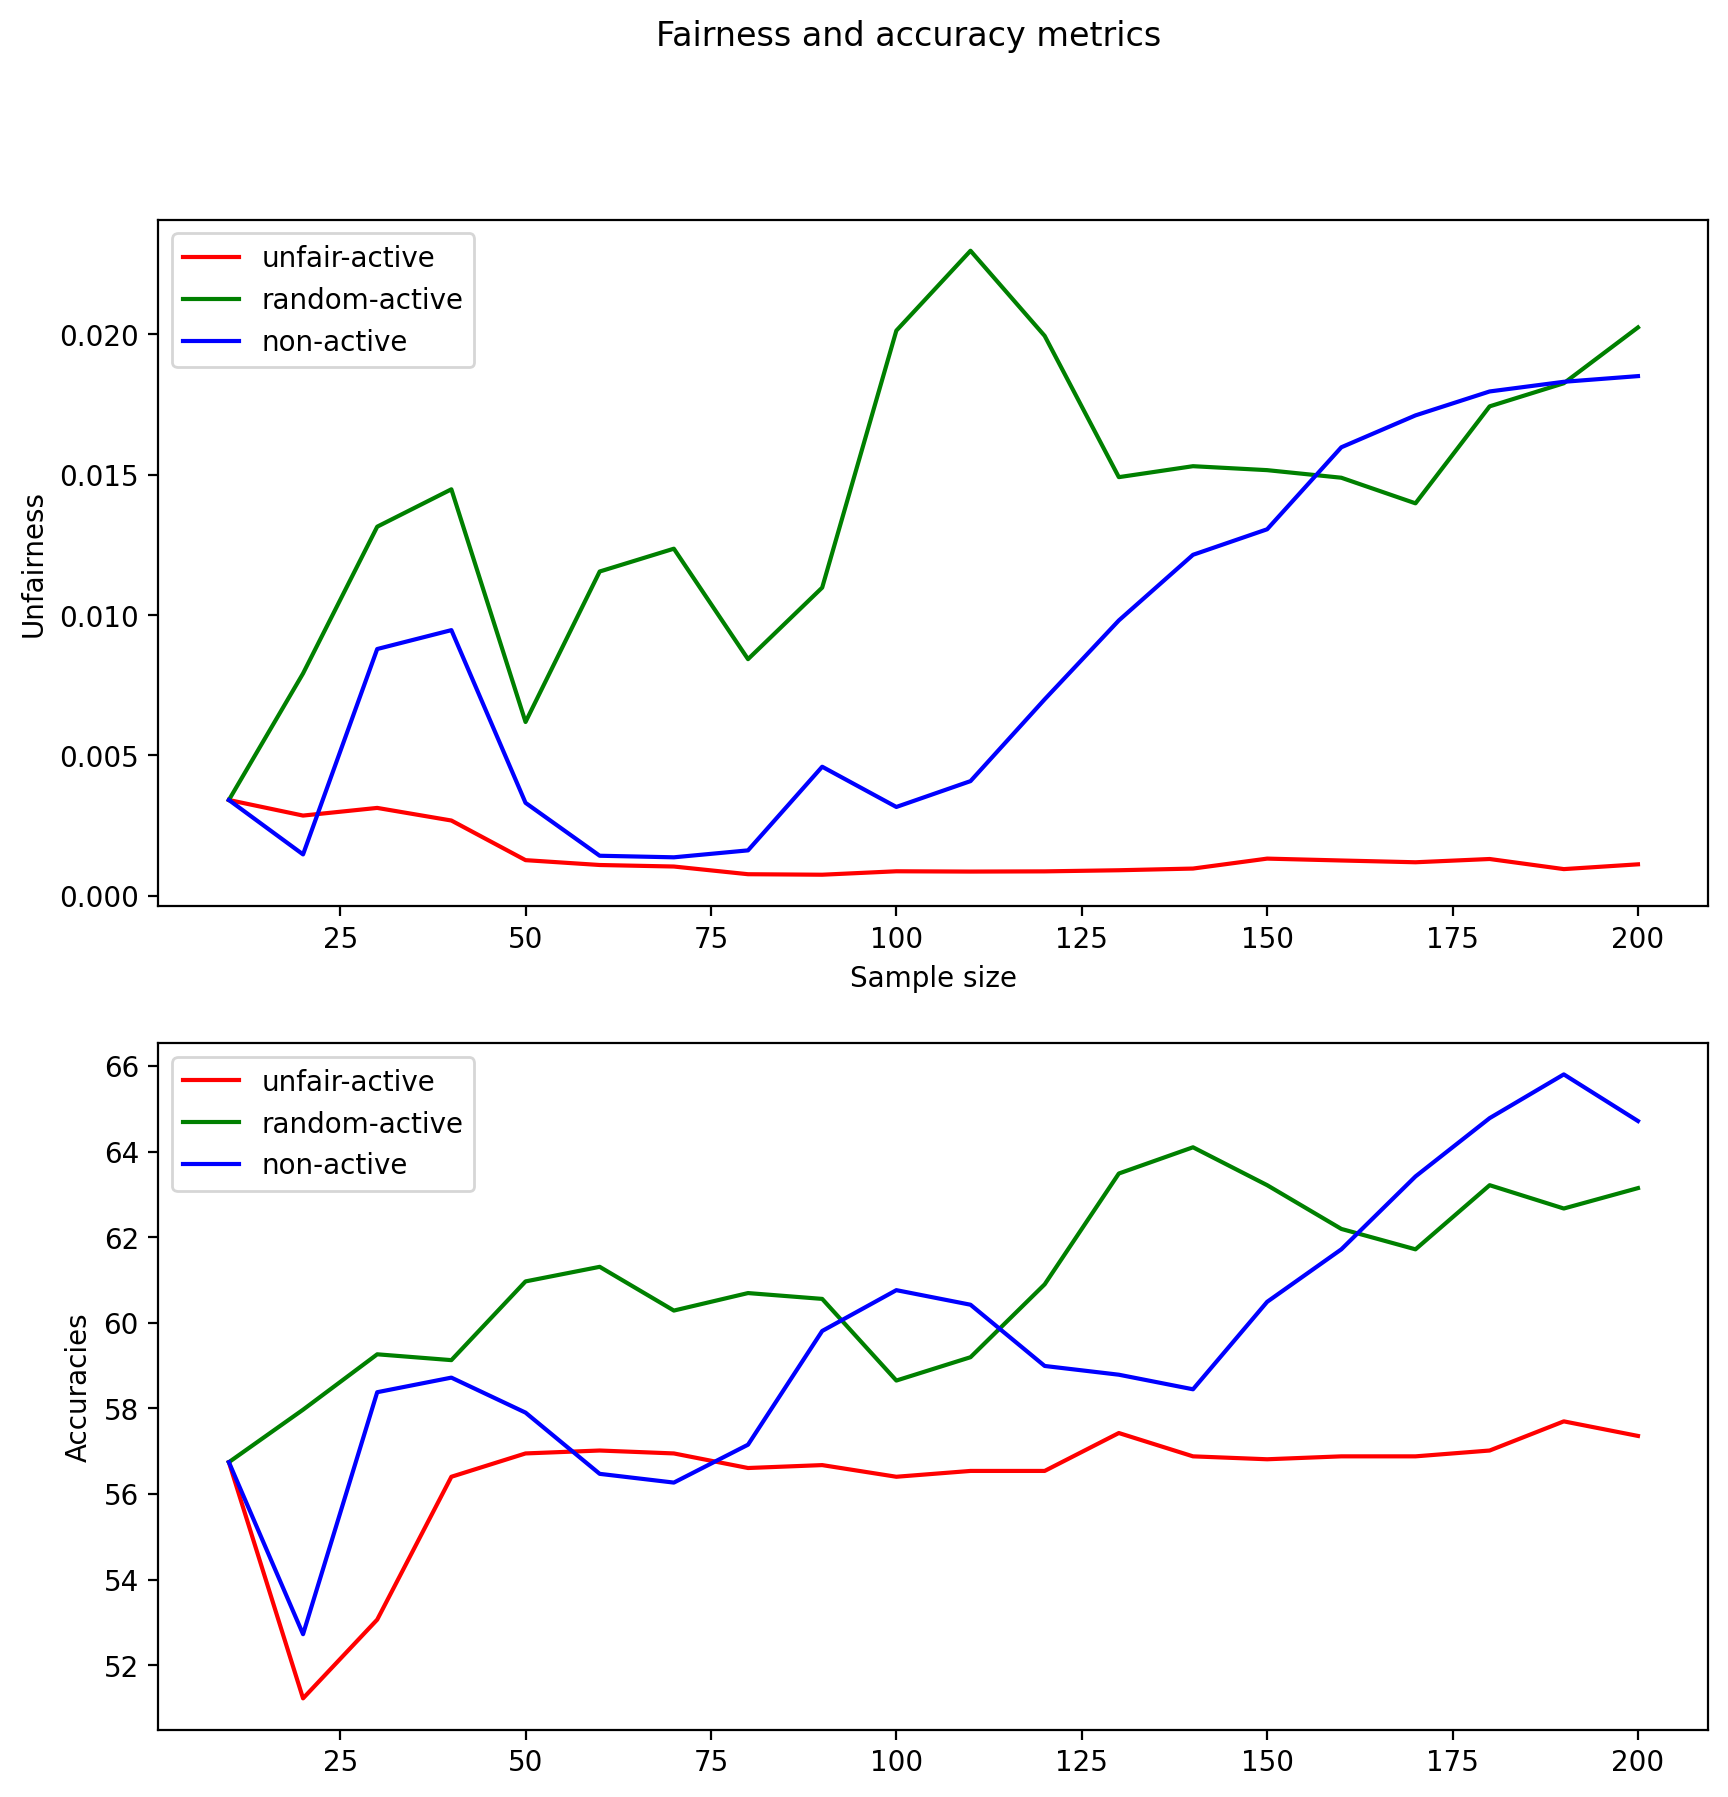 Fairness and accuracy metrics
unfair-active
random-active
non-active
0.020
0.015
0.010
0.005
0.000
Unfairness
25 50 75 100 125 150 175 200
Sample size
unfair-active
random-active
non-active
66
64
62
60
58
56
54
52
Accuracies
25 50 75 100 125 150 175 200